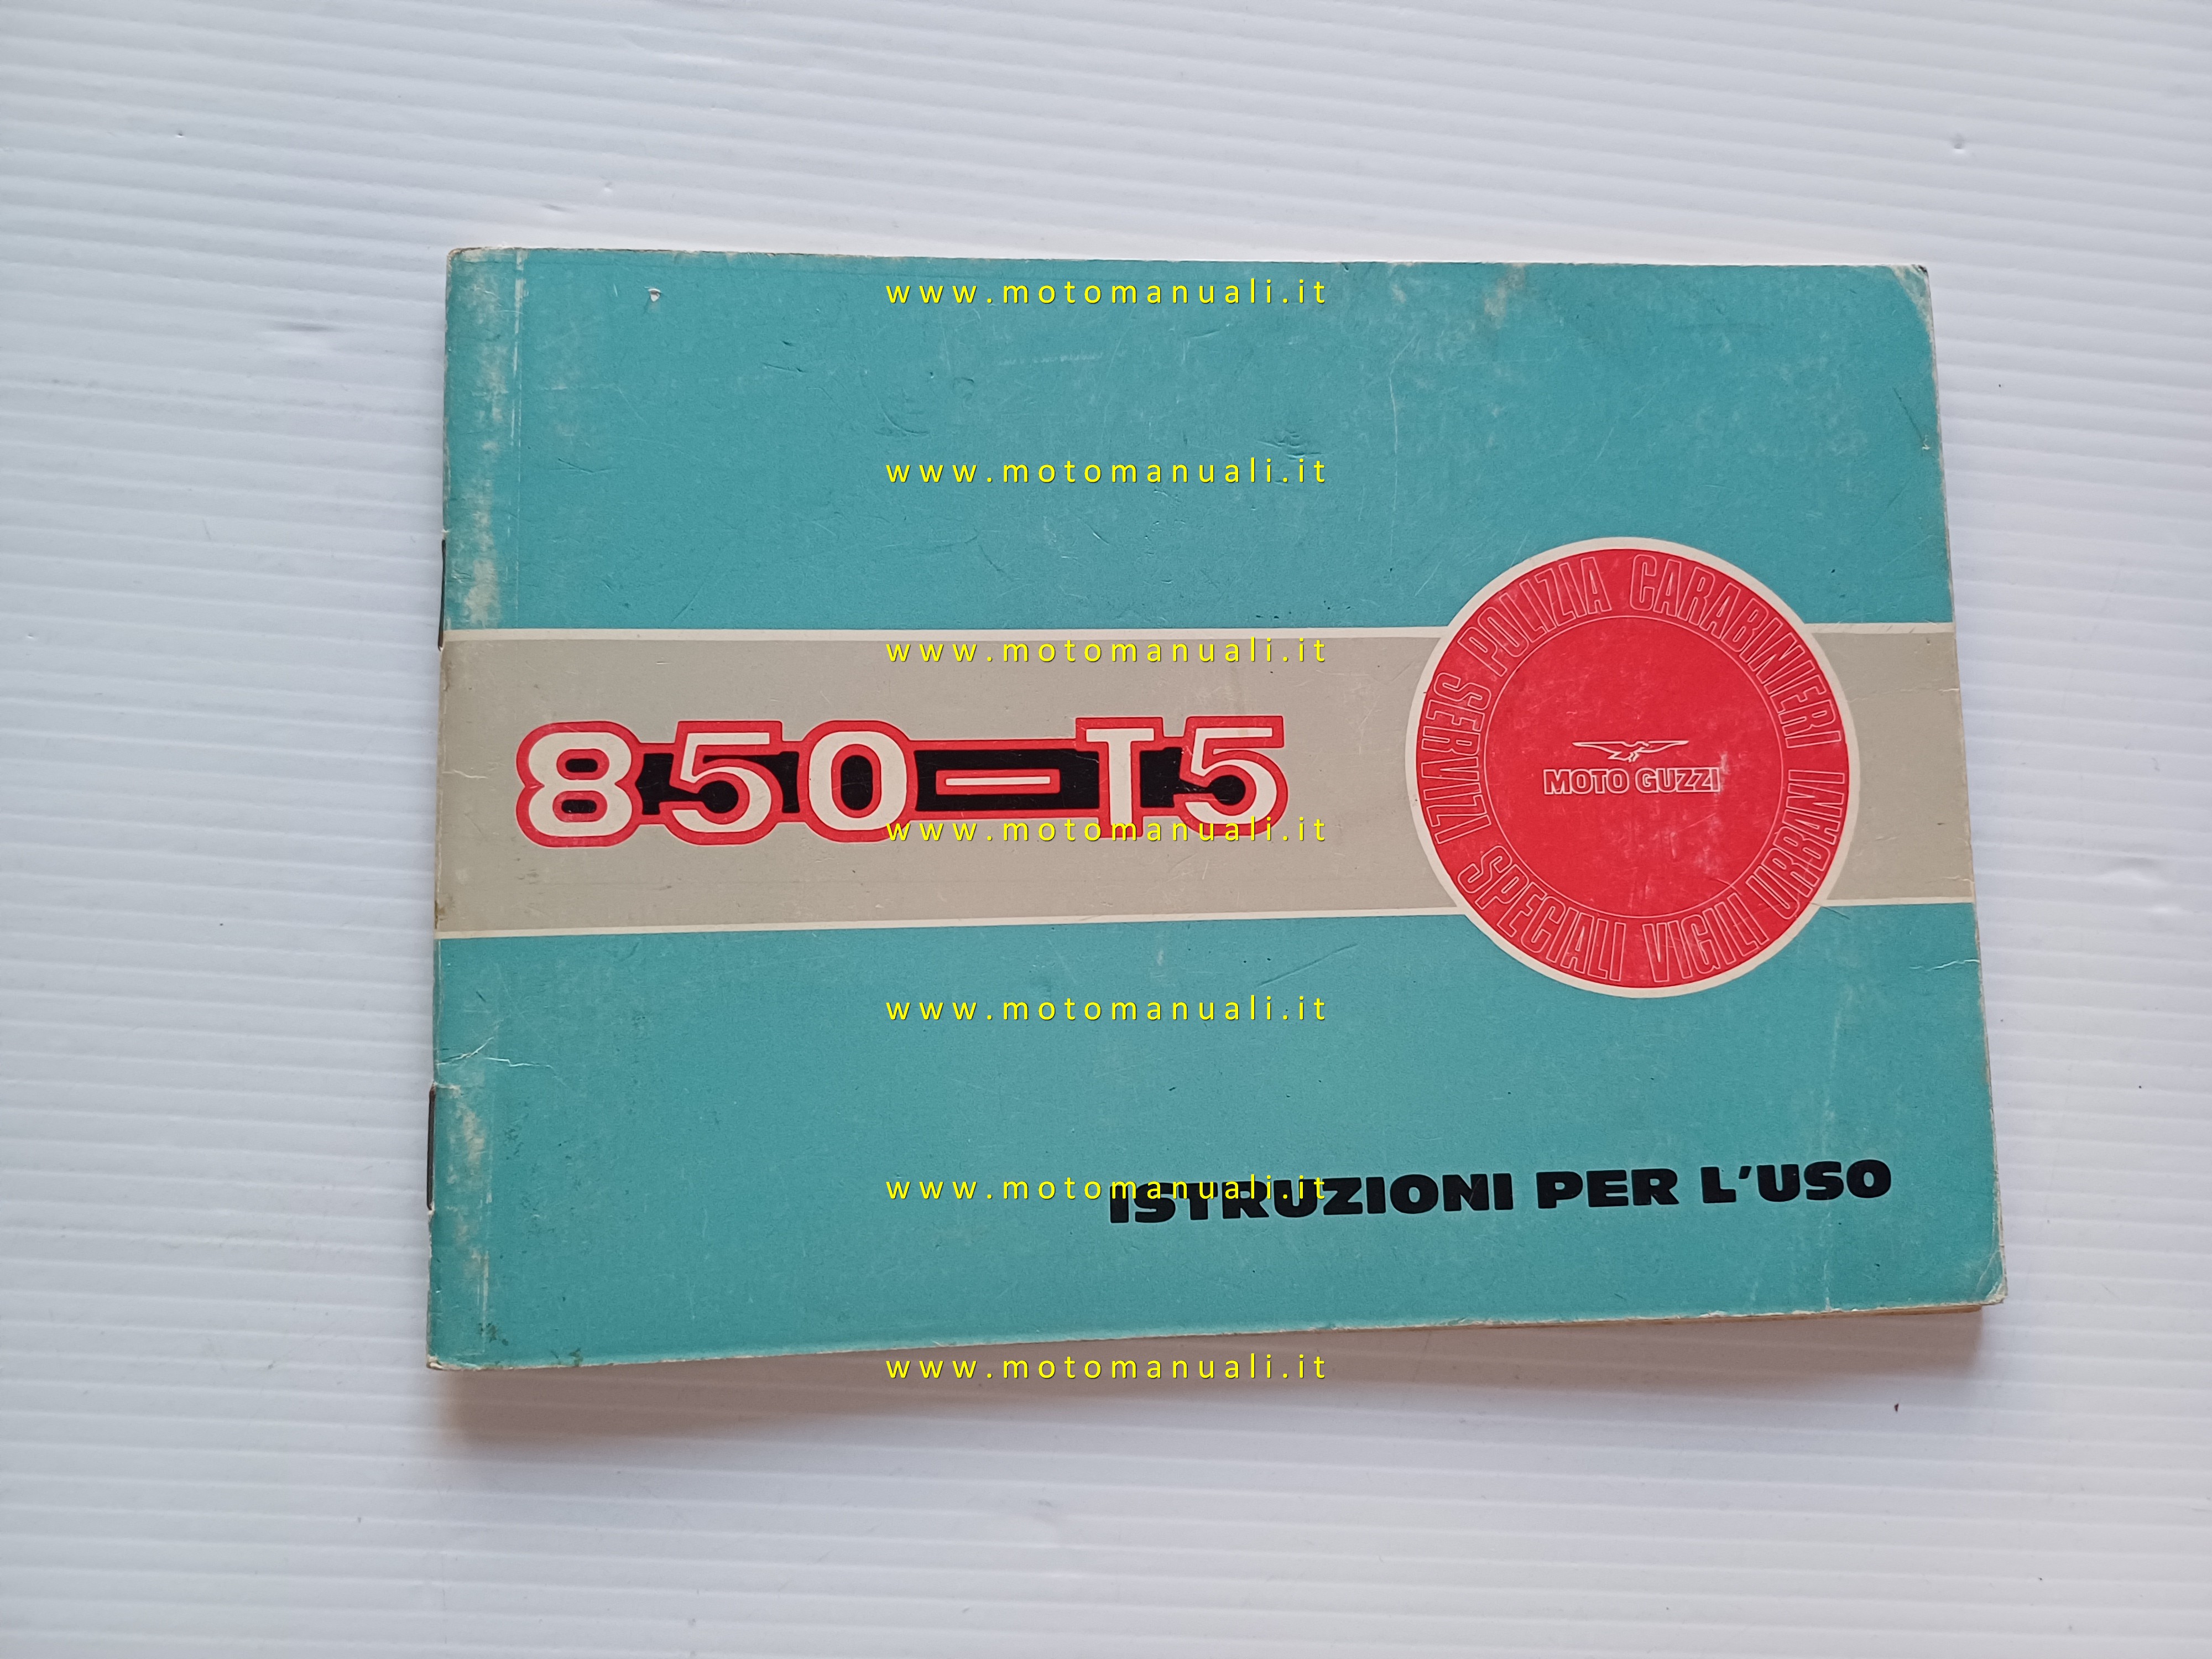 www.motomanuali.it
www.motomanuali.it
POLIZIA CARABINIERI
VIGILI URBANI
SERVIZI SPECIALI
www.motomanuali.it
850-T5
MOTO GUZZI
www.motomanuali.it
www.motomanuali.it
www.motomanuali.it
ISTRUZIONI PER L'USO
www.motomanuali.it